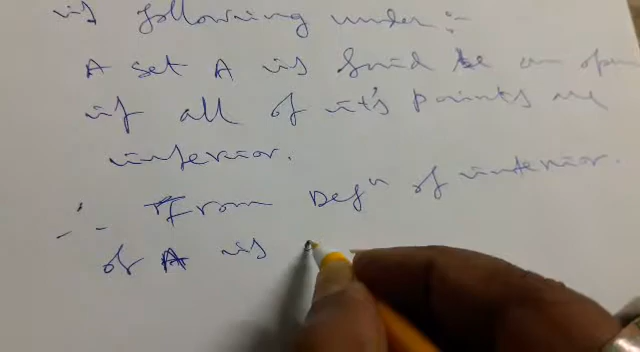 is following under:-
A set A is said be an open
if all of it's points are
interior.
∴ From Defⁿ of interior.
of A is